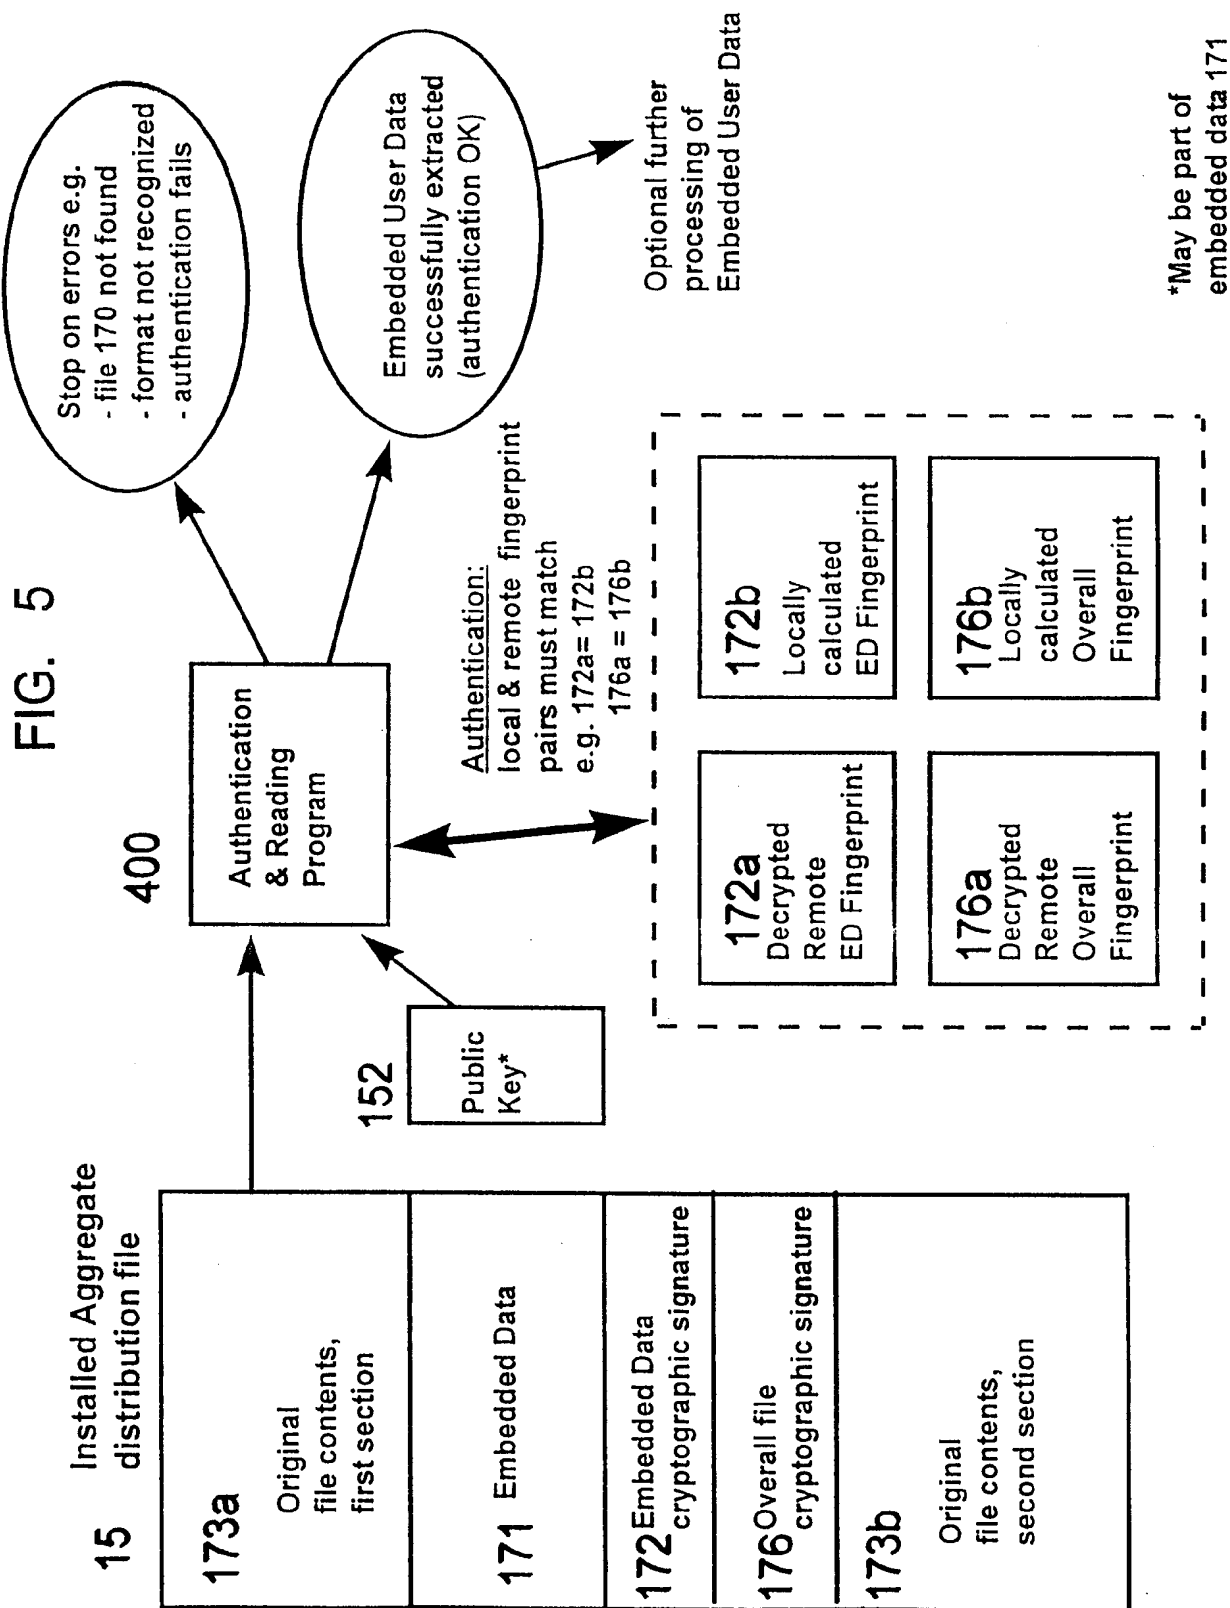 FIG. 5
15
Installed Aggregate
distribution file
173a
Original
file contents,
first section
171 Embedded Data
172 Embedded Data
cryptographic signature
176 Overall file
cryptographic signature
173b
Original
file contents,
second section
152
Public
Key*
400
Authentication
& Reading
Program
Stop on errors e.g.
- file 170 not found
- format not recognized
- authentication fails
Embedded User Data
successfully extracted
(authentication OK)
Optional further
processing of
Embedded User Data
Authentication:
local & remote fingerprint
pairs must match
e.g. 172a= 172b
176a = 176b
172a
Decrypted
Remote
ED Fingerprint
172b
Locally
calculated
ED Fingerprint
176a
Decrypted
Remote
Overall
Fingerprint
176b
Locally
calculated
Overall
Fingerprint
*May be part of
embedded data 171